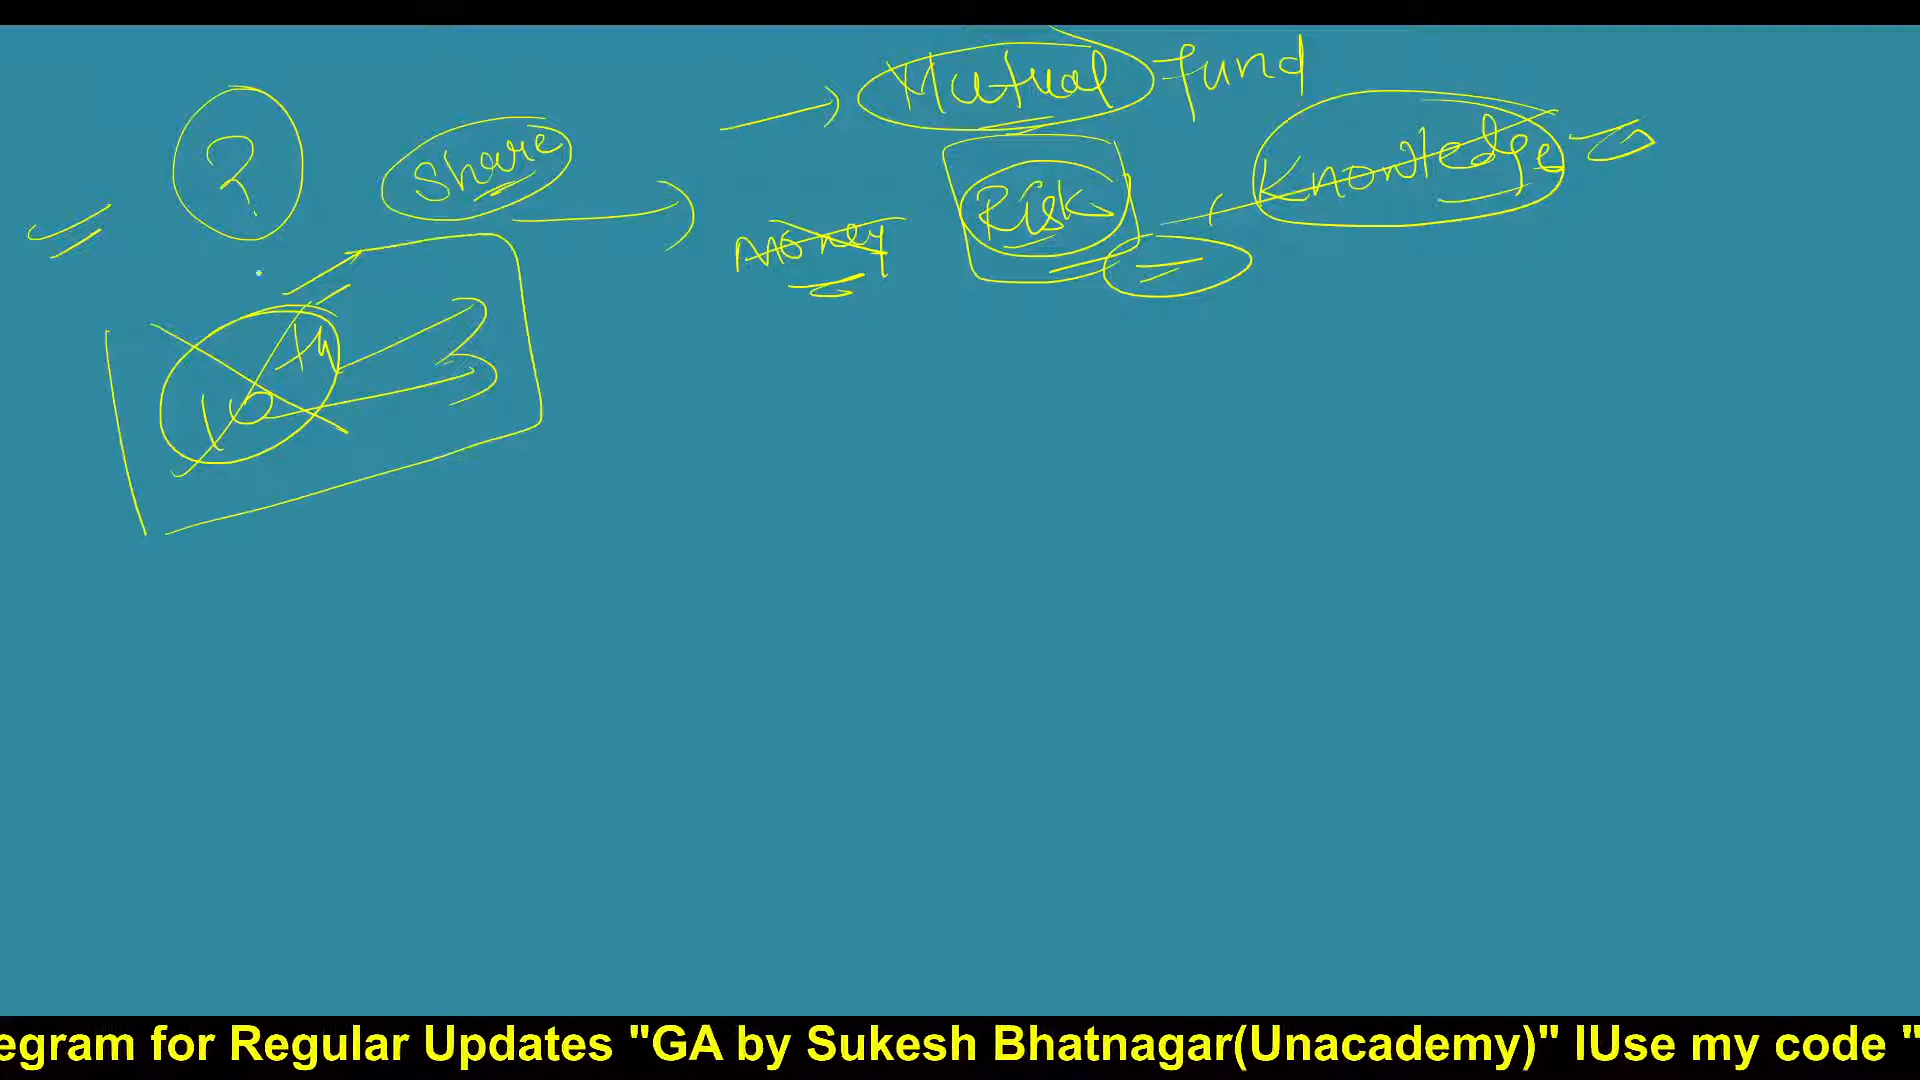 Mutual fund
?
Share
Knowledge
Risk
Money
egram for Regular Updates "GA by Sukesh Bhatnagar(Unacademy)" lUse my code "